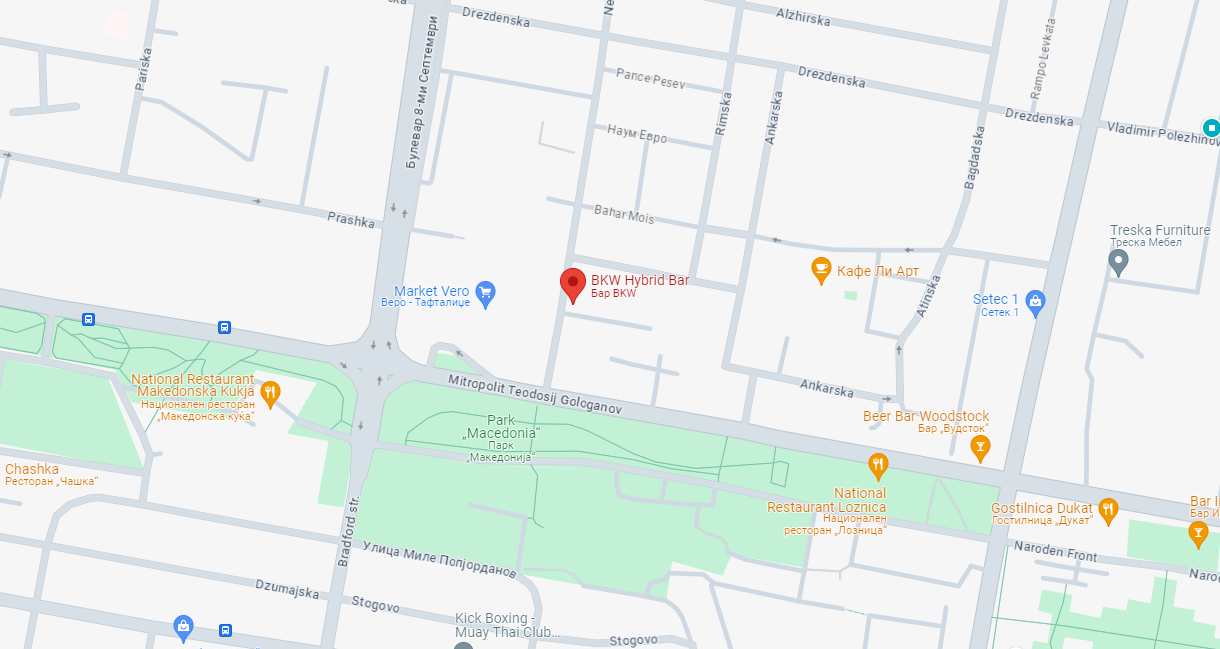 Drezdenska
Alzhirska
Pariska
Булевар 8-ми Септември
Pance Pesev
Drezdenska
Rampo Levkata
Rimska
Ankarska
Drezdenska
Vladimir Polezhinov
Наум Евро
Bagdadska
Prashka
Bahar Mois
Treska Furniture
Треска Мебел
BKW Hybrid Bar
Бар BKW
Кафе Ли Арт
Market Vero
Веро - Тафталиџе
Atinska
Setec 1
Сетек 1
National Restaurant
Makedonska Kukja
Национален ресторан
„Македонска куќа“
Mitropolit Teodosij Gologanov
Ankarska
Park
„Macedonia“
Парк
„Македонија“
Beer Bar Woodstock
Бар „Вудсток“
Chashka
Ресторан „Чашка“
National
Restaurant Loznica
Национален
ресторан „Лозница“
Gostilnica Dukat
Гостилница „Дукат“
Bar I
Бар И
Bradford str.
Улица Миле Попјорданов
Naroden Front
Narod
Dzumajska
Stogovo
Kick Boxing -
Muay Thai Club...
Stogovo